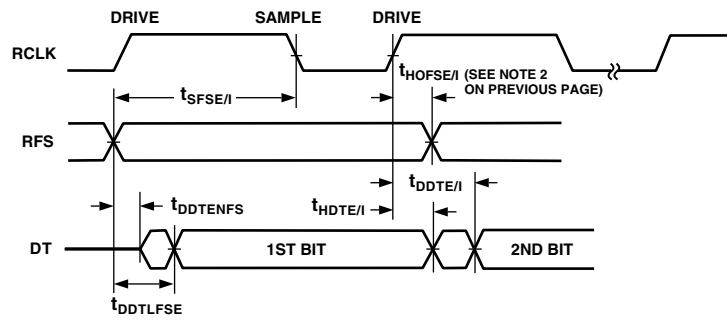 DRIVE SAMPLE DRIVE
RCLK
tHOFSE/I (SEE NOTE 2
ON PREVIOUS PAGE)
tSFSE/I
RFS
tDDTE/I
tDDTENFS
tHDTE/I
DT 1ST BIT 2ND BIT
tDDTLFSE